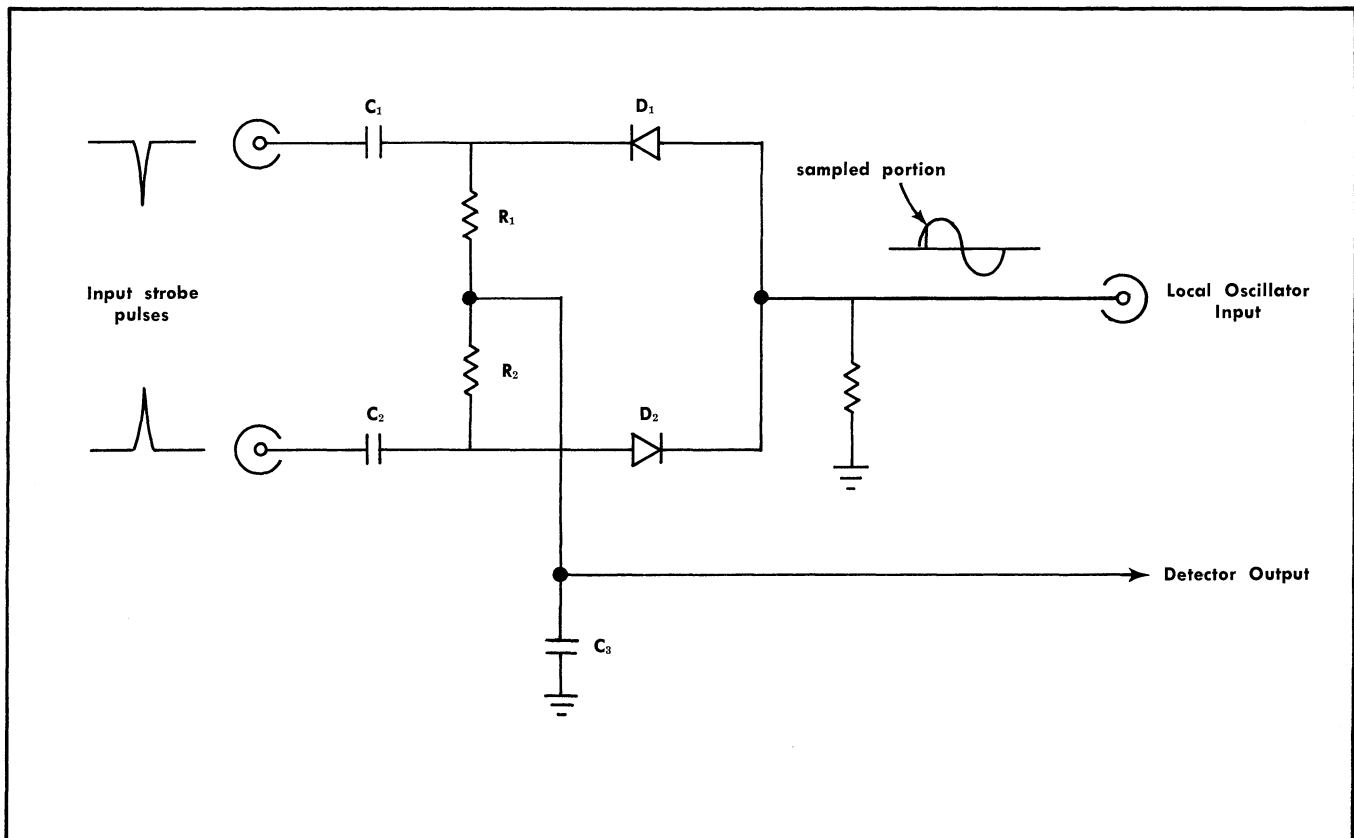 C₁
D₁
sampled portion
R₁
Input strobe
pulses
Local Oscillator
Input
R₂
C₂
D₂
Detector Output
C₃